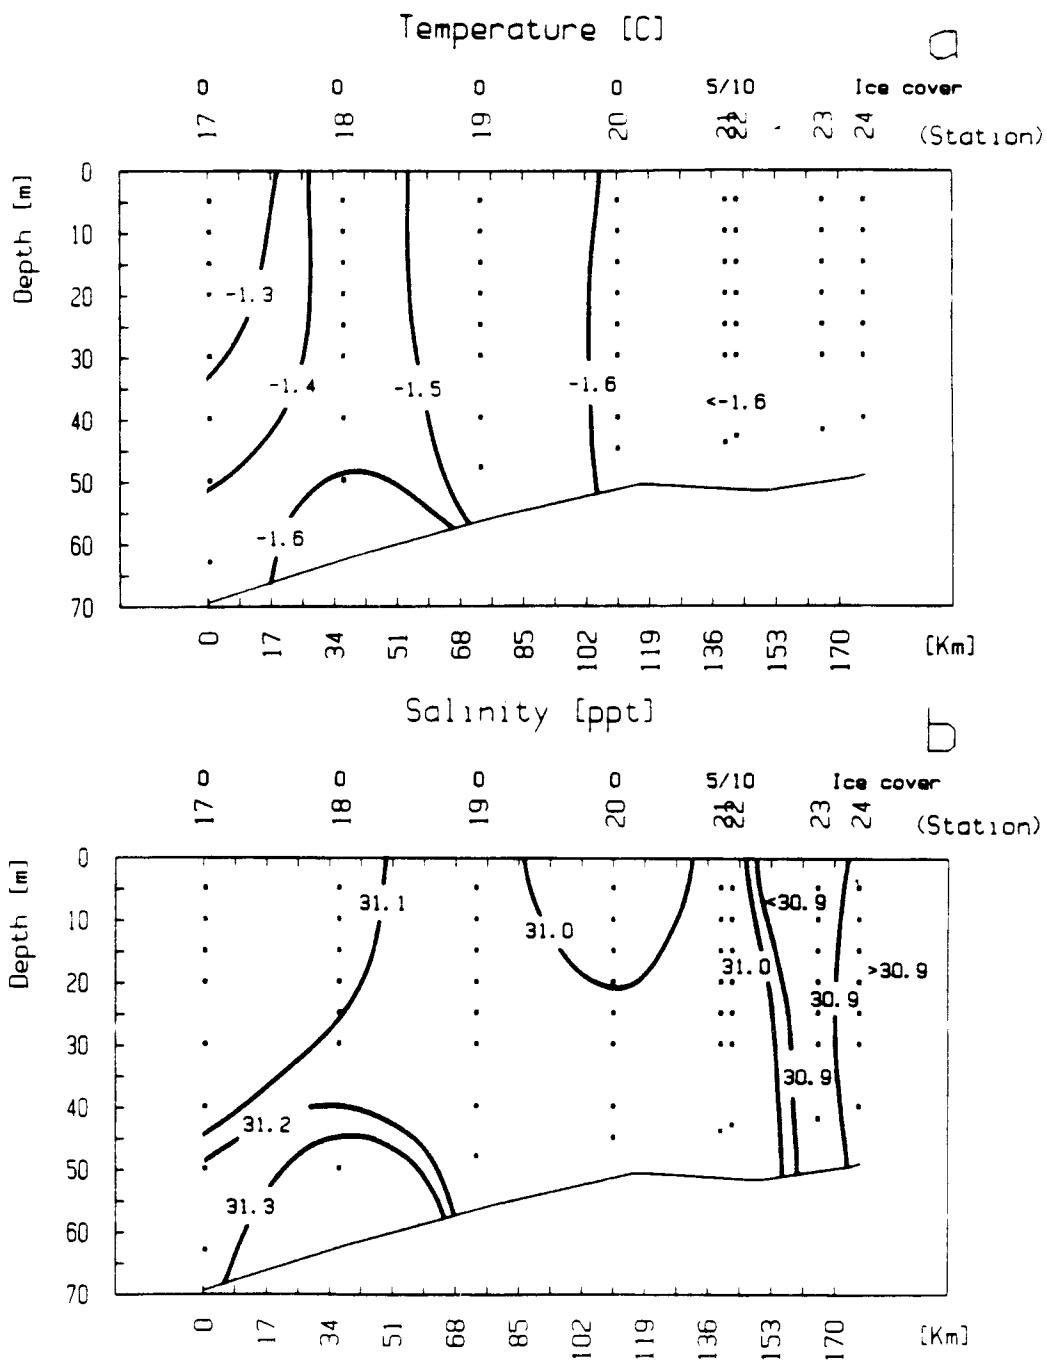 Temperature [C]
a
0 0 0 0 5/10 Ice cover
17 18 19 20 21 22 23 24 (Station)
Depth [m]
0
10
20
30
40
50
60
70
-1.3
-1.4
-1.5
-1.6
<-1.6
-1.6
0 17 34 51 68 85 102 119 136 153 170 [Km]
Salinity [ppt]
b
0 0 0 0 5/10 Ice cover
17 18 19 20 21 22 23 24 (Station)
Depth [m]
0
10
20
30
40
50
60
70
31.1
<30.9
31.0
31.0
>30.9
30.9
30.9
31.2
31.3
0 17 34 51 68 85 102 119 136 153 170 [Km]